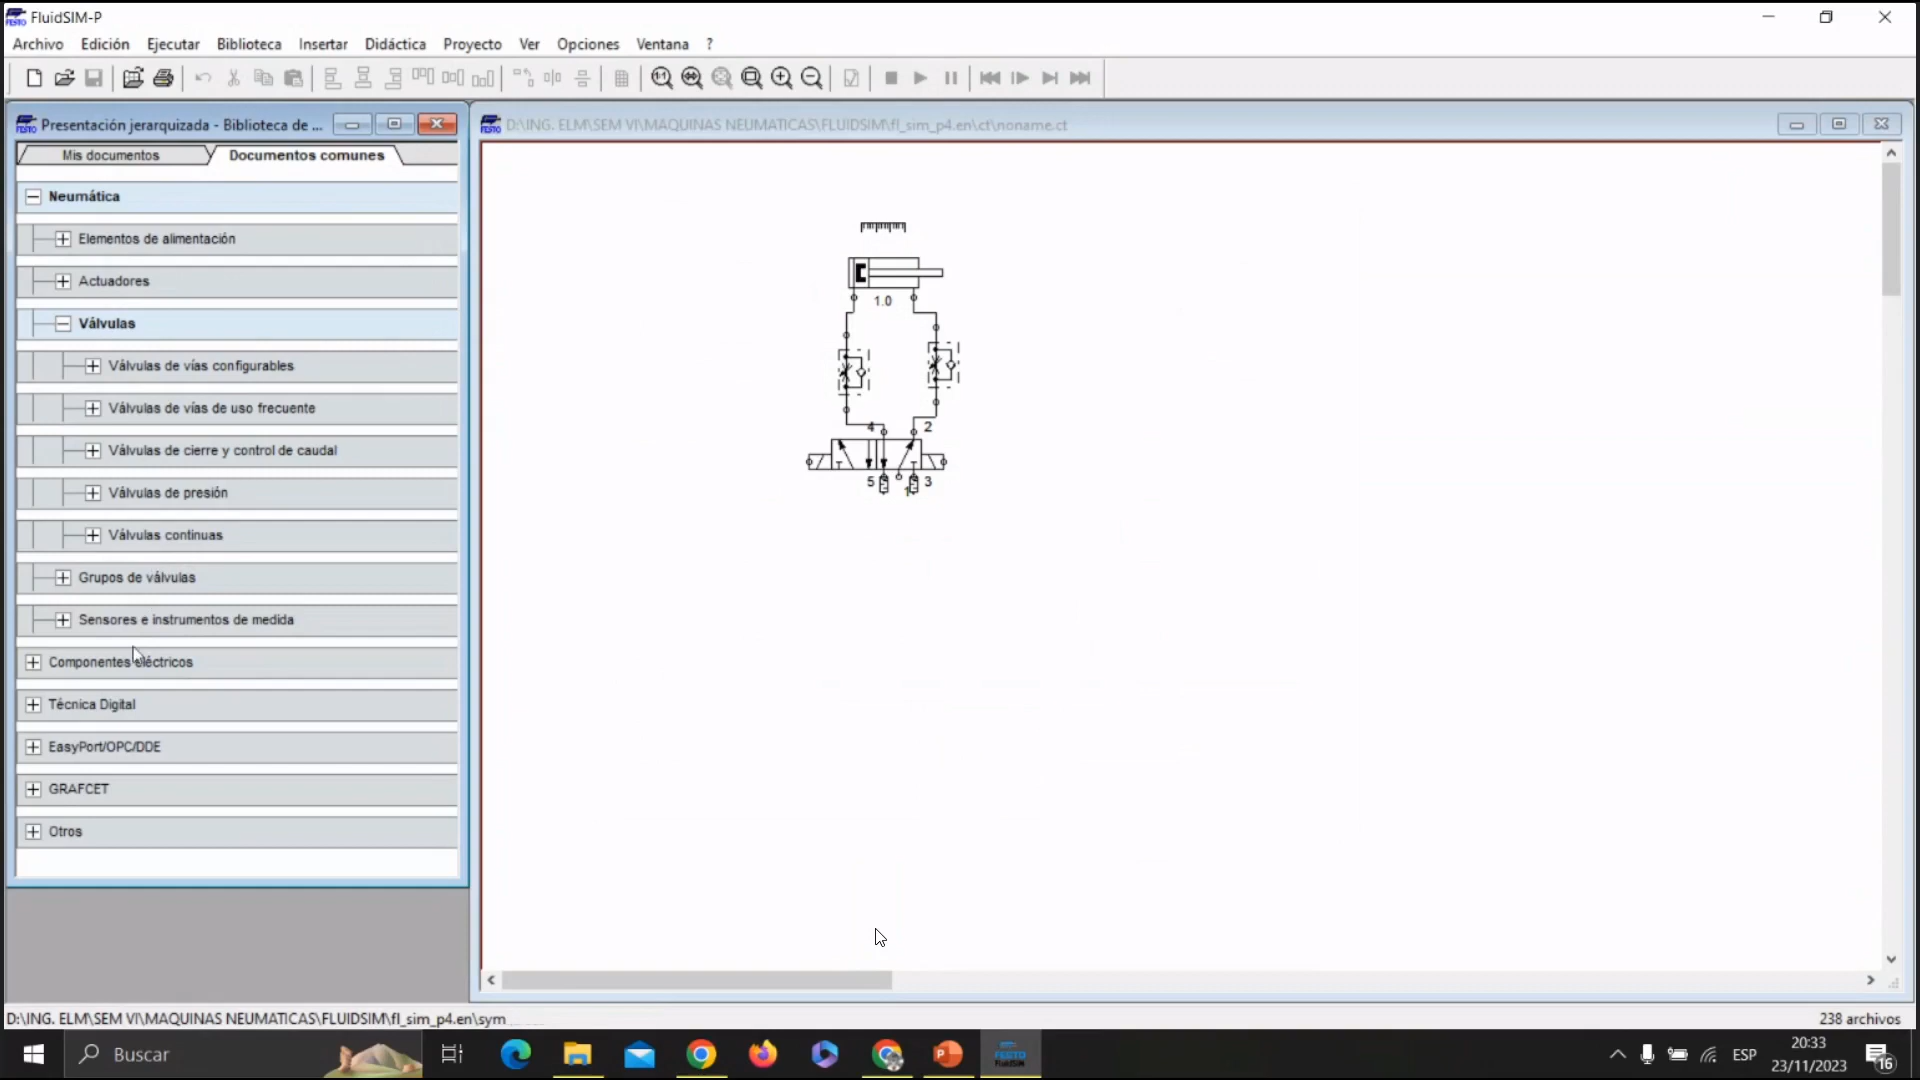 FluidSIM-P
Archivo Edición Ejecutar Biblioteca Insertar Didáctica Proyecto Ver Opciones Ventana ?
Presentación jerarquizada - Biblioteca de ...
Mis documentos Documentos comunes
Neumática
Elementos de alimentación
Actuadores
Válvulas
Válvulas de vías configurables
Válvulas de vías de uso frecuente
Válvulas de cierre y control de caudal
Válvulas de presión
Válvulas continuas
Grupos de válvulas
Sensores e instrumentos de medida
Componentes eléctricos
Técnica Digital
EasyPort/OPC/DDE
GRAFCET
Otros
D:\ING. ELM\SEM VI\MAQUINAS NEUMATICAS\FLUIDSIM\fl_sim_p4.en\ct\noname.ct
1.0
4 2
5 1 3
D:\ING. ELM\SEM VI\MAQUINAS NEUMATICAS\FLUIDSIM\fl_sim_p4.en\sym
238 archivos
Buscar
FESTO
ESP
20:33
23/11/2023
16